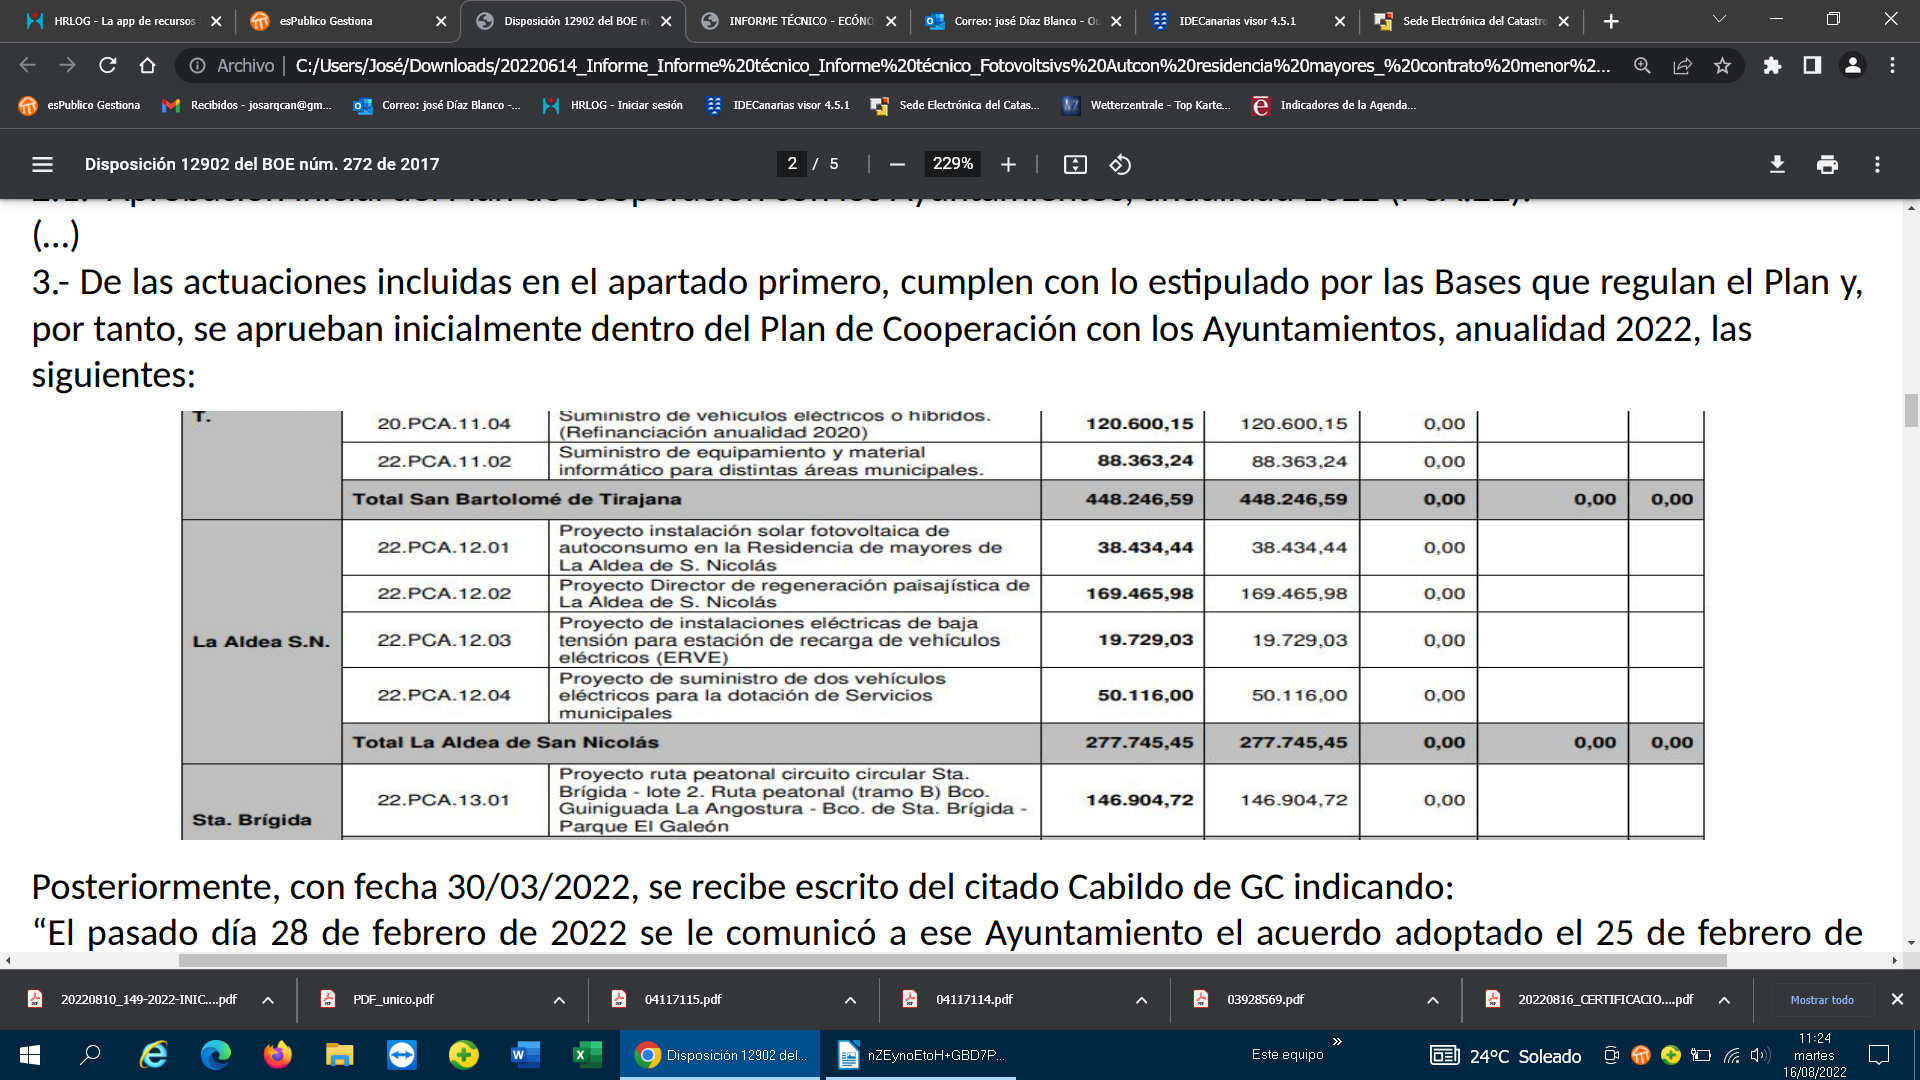 HRLOG - La app de recursos
esPublico Gestiona
Disposición 12902 del BOE n
INFORME TÉCNICO - ECÓNO
Correo: josé Díaz Blanco - Ou
IDECanarias visor 4.5.1
Sede Electrónica del Catastro
Archivo | C:/Users/José/Downloads/20220614_Informe_Informe%20técnico_Informe%20técnico_Fotovoltsivs%20Autcon%20residencia%20mayores_%20contrato%20menor%2...
esPublico Gestiona
Recibidos - josarqcan@gm...
Correo: josé Díaz Blanco -...
HRLOG - Iniciar sesión
IDECanarias visor 4.5.1
Sede Electrónica del Catas...
Wetterzentrale - Top Karte...
Indicadores de la Agenda...
Disposición 12902 del BOE núm. 272 de 2017
2 / 5
229%
(...)
3.- De las actuaciones incluidas en el apartado primero, cumplen con lo estipulado por las Bases que regulan el Plan y,
por tanto, se aprueban inicialmente dentro del Plan de Cooperación con los Ayuntamientos, anualidad 2022, las
siguientes:
T.
20.PCA.11.04
Suministro de vehículos eléctricos o híbridos.
(Refinanciación anualidad 2020)
120.600,15 120.600,15 0,00
22.PCA.11.02
Suministro de equipamiento y material
informático para distintas áreas municipales.
88.363,24 88.363,24 0,00
Total San Bartolomé de Tirajana 448.246,59 448.246,59 0,00 0,00 0,00
La Aldea S.N.
22.PCA.12.01
Proyecto instalación solar fotovoltaica de
autoconsumo en la Residencia de mayores de
La Aldea de S. Nicolás
38.434,44 38.434,44 0,00
22.PCA.12.02
Proyecto Director de regeneración paisajística de
La Aldea de S. Nicolás
169.465,98 169.465,98 0,00
22.PCA.12.03
Proyecto de instalaciones eléctricas de baja
tensión para estación de recarga de vehículos
eléctricos (ERVE)
19.729,03 19.729,03 0,00
22.PCA.12.04
Proyecto de suministro de dos vehículos
eléctricos para la dotación de Servicios
municipales
50.116,00 50.116,00 0,00
Total La Aldea de San Nicolás 277.745,45 277.745,45 0,00 0,00 0,00
Sta. Brígida
22.PCA.13.01
Proyecto ruta peatonal circuito circular Sta.
Brígida - lote 2. Ruta peatonal (tramo B) Bco.
Guiniguada La Angostura - Bco. de Sta. Brígida -
Parque El Galeón
146.904,72 146.904,72 0,00
Posteriormente, con fecha 30/03/2022, se recibe escrito del citado Cabildo de GC indicando:
“El pasado día 28 de febrero de 2022 se le comunicó a ese Ayuntamiento el acuerdo adoptado el 25 de febrero de
20220810_149-2022-INIC....pdf
PDF_unico.pdf
04117115.pdf
04117114.pdf
03928569.pdf
20220816_CERTIFICACIO....pdf
Mostrar todo
Disposición 12902 del...
nZEynoEtoH+GBD7P...
Este equipo
24°C Soleado
11:24
martes
16/08/2022